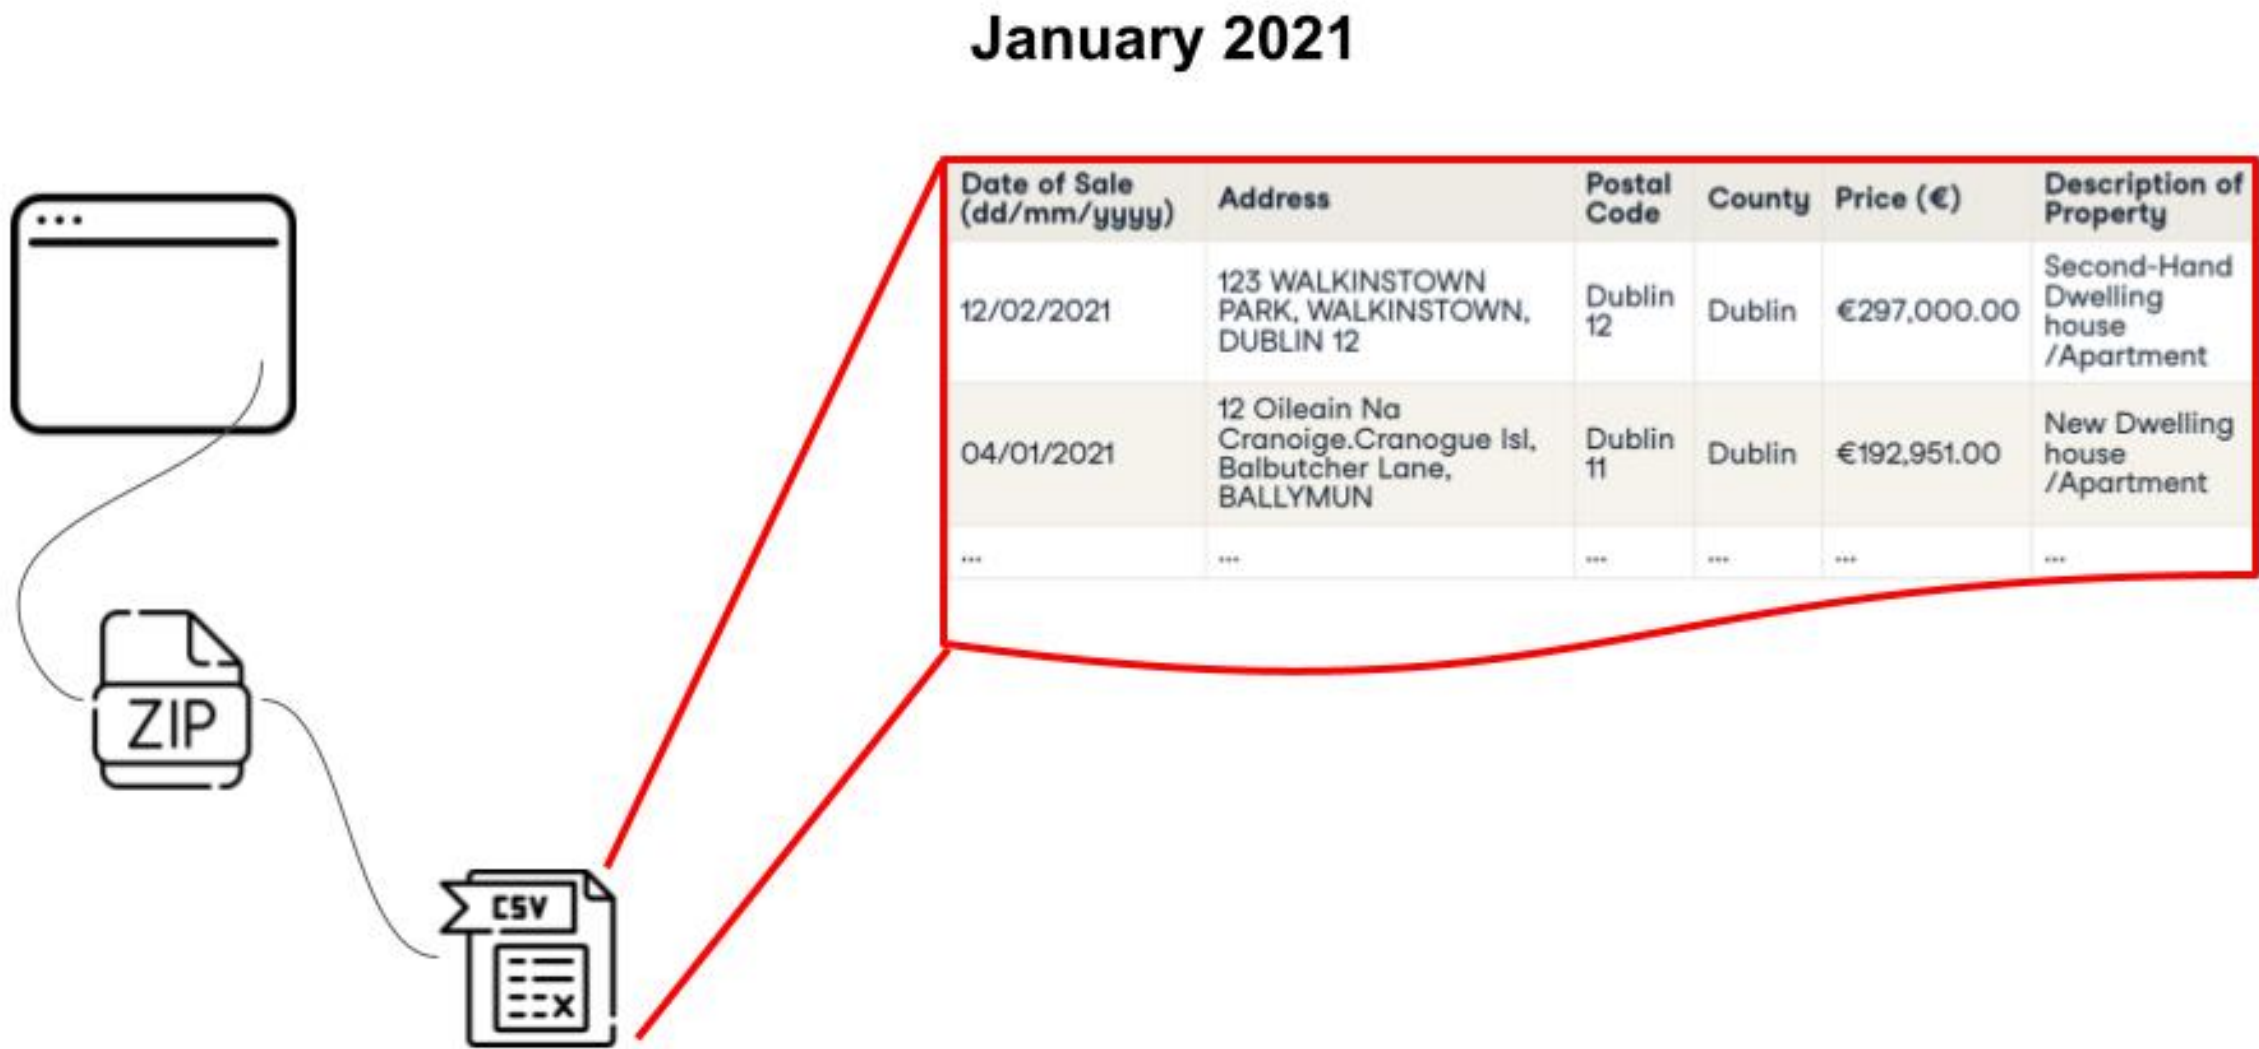 January 2021
Date of Sale
(dd/mm/yyyy)
Address
Postal
Code
County
Price (€)
Description of
Property
12/02/2021
123 WALKINSTOWN
PARK, WALKINSTOWN,
DUBLIN 12
Dublin
12
Dublin
€297,000.00
Second-Hand
Dwelling
house
/Apartment
04/01/2021
12 Oileain Na
Cranoige.Cranogue Isl,
Balbutcher Lane,
BALLYMUN
Dublin
11
Dublin
€192,951.00
New Dwelling
house
/Apartment
...
...
...
...
...
...
ZIP
CSV